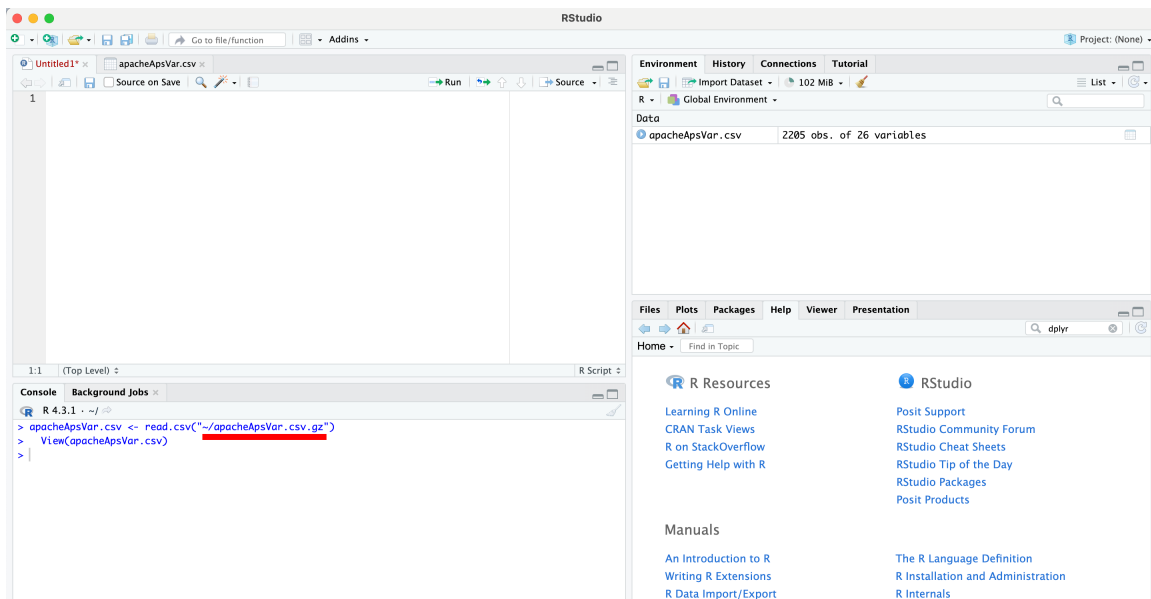 RStudio
Go to file/function
Addins
Project: (None)
Untitled1*
apacheApsVar.csv
Source on Save
Run
Source
1
1:1
(Top Level)
R Script
Console
Background Jobs
R 4.3.1 · ~/
> apacheApsVar.csv <- read.csv("~/apacheApsVar.csv.gz")
>   View(apacheApsVar.csv)
>
Environment
History
Connections
Tutorial
Import Dataset
102 MiB
List
R
Global Environment
Data
apacheApsVar.csv
2205 obs. of 26 variables
Files
Plots
Packages
Help
Viewer
Presentation
dplyr
Home
Find in Topic
R Resources
Learning R Online
CRAN Task Views
R on StackOverflow
Getting Help with R
RStudio
Posit Support
RStudio Community Forum
RStudio Cheat Sheets
RStudio Tip of the Day
RStudio Packages
Posit Products
Manuals
An Introduction to R
Writing R Extensions
R Data Import/Export
The R Language Definition
R Installation and Administration
R Internals